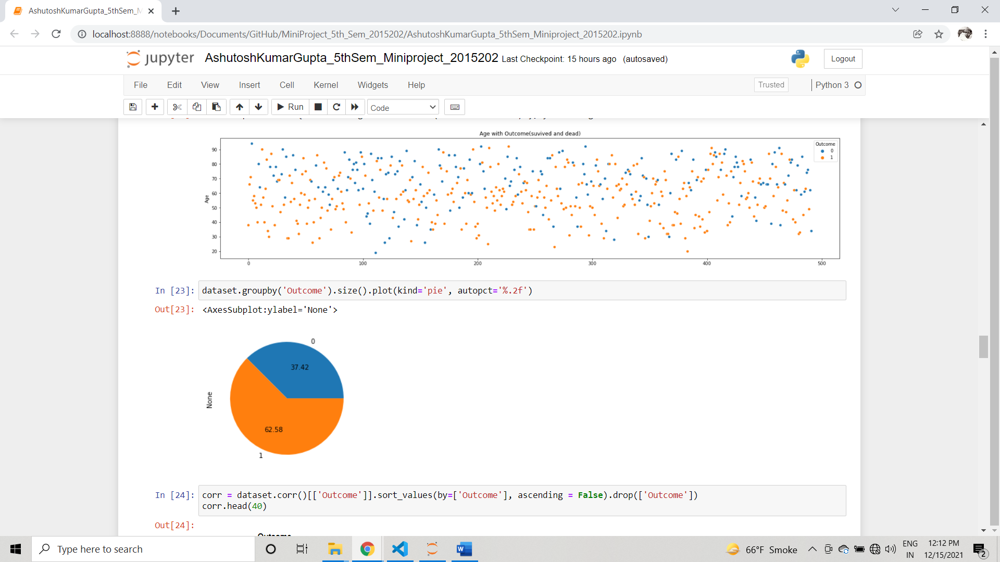 AshutoshKumarGupta_5thSem_M
localhost:8888/notebooks/Documents/GitHub/MiniProject_5th_Sem_2015202/AshutoshKumarGupta_5thSem_Miniproject_2015202.ipynb
jupyter AshutoshKumarGupta_5thSem_Miniproject_2015202 Last Checkpoint: 15 hours ago (autosaved)
Logout
File Edit View Insert Cell Kernel Widgets Help
Trusted
Python 3
Run
Code
Age with Outcome(suvived and dead)
Outcome
0
1
90
80
70
60
50
40
30
20
Age
0 100 200 300 400 500
In [23]: dataset.groupby('Outcome').size().plot(kind='pie', autopct='%.2f')
Out[23]: <AxesSubplot:ylabel='None'>
0
37.42
None
62.58
1
In [24]: corr = dataset.corr()[['Outcome']].sort_values(by=['Outcome'], ascending = False).drop(['Outcome'])
corr.head(40)
Out[24]:
Outcome
Type here to search
66°F Smoke
ENG
IN
12:12 PM
12/15/2021
2